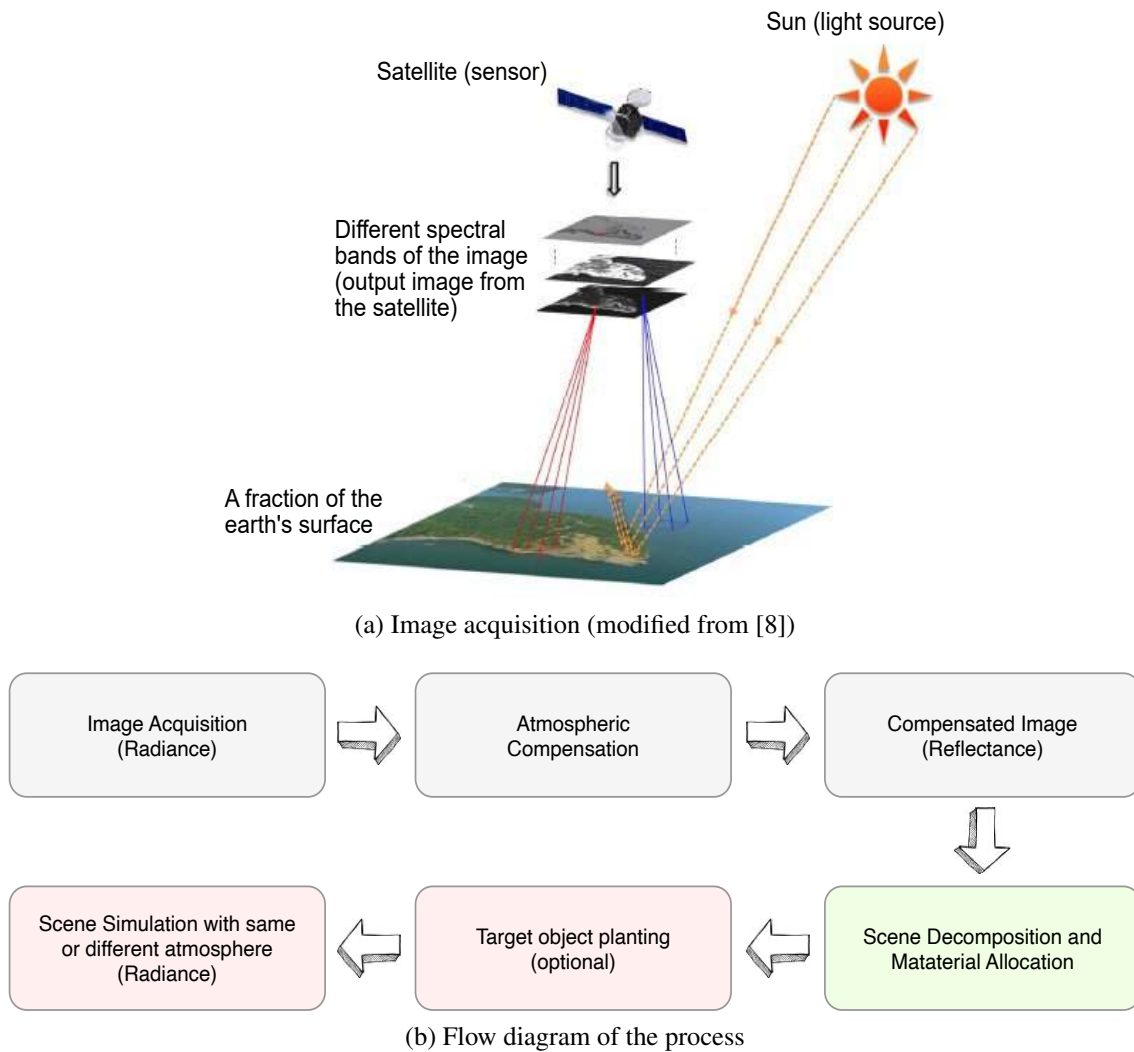 Sun (light source)
Satellite (sensor)
Different spectral
bands of the image
(output image from
the satellite)
A fraction of the
earth's surface
(a) Image acquisition (modified from [8])
Image Acquisition
(Radiance)
Atmospheric
Compensation
Compensated Image
(Reflectance)
Scene Simulation with same
or different atmosphere
(Radiance)
Target object planting
(optional)
Scene Decomposition and
Mataterial Allocation
(b) Flow diagram of the process